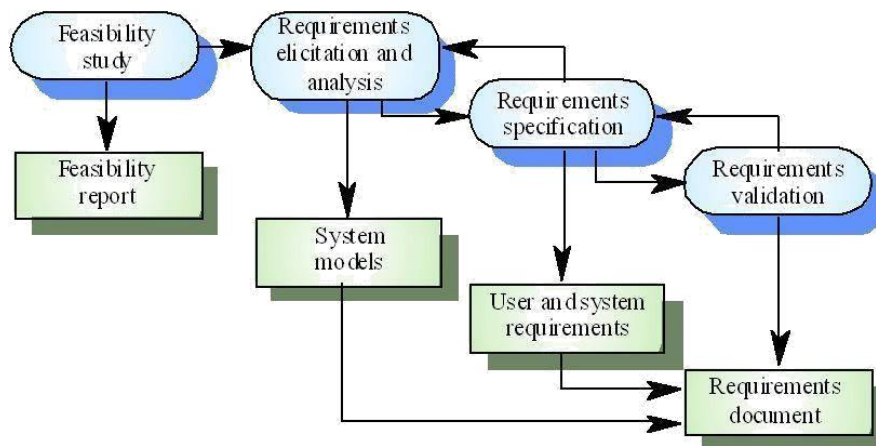 Feasibility
study
Requirements
elicitation and
analysis
Requirements
specification
Requirements
validation
Feasibility
report
System
models
User and system
requirements
Requirements
document